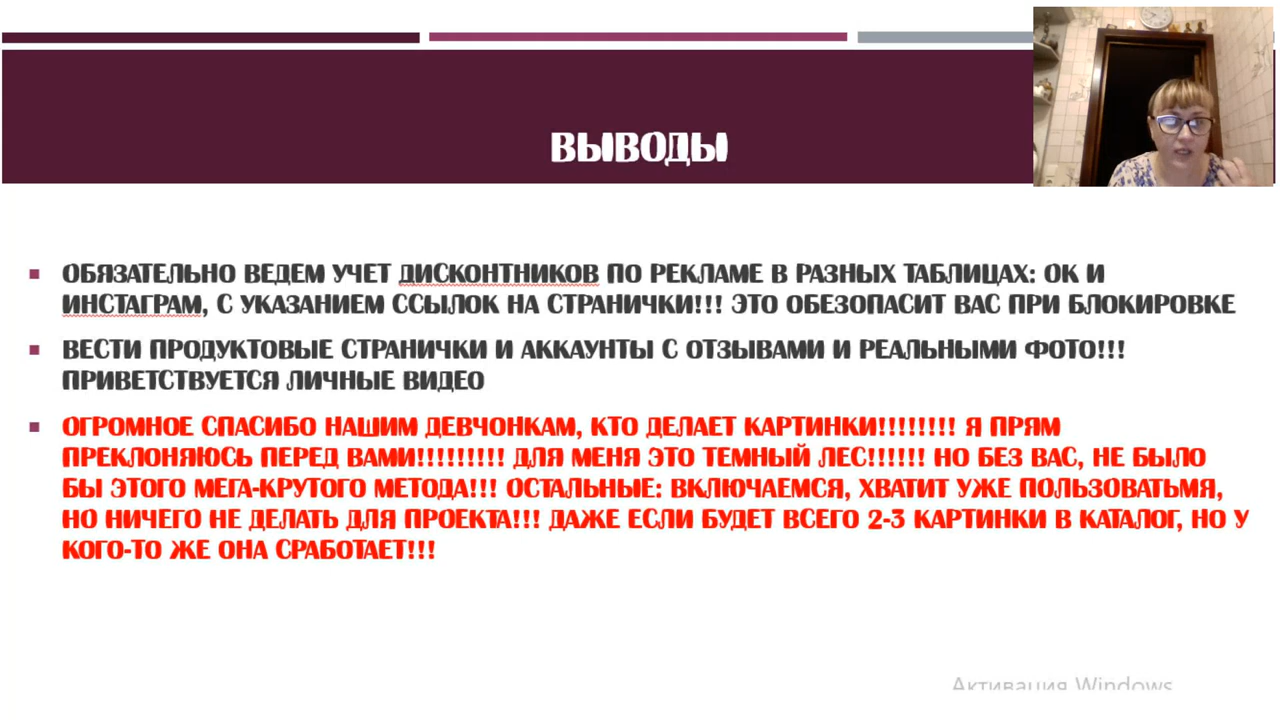 ВЫВОДЫ
ОБЯЗАТЕЛЬНО ВЕДЕМ УЧЕТ ДИСКОНТНИКОВ ПО РЕКЛАМЕ В РАЗНЫХ ТАБЛИЦАХ: ОК И
ИНСТАГРАМ, С УКАЗАНИЕМ ССЫЛОК НА СТРАНИЧКИ!!! ЭТО ОБЕЗОПАСИТ ВАС ПРИ БЛОКИРОВКЕ
ВЕСТИ ПРОДУКТОВЫЕ СТРАНИЧКИ И АККАУНТЫ С ОТЗЫВАМИ И РЕАЛЬНЫМИ ФОТО!!!
ПРИВЕТСТВУЕТСЯ ЛИЧНЫЕ ВИДЕО
ОГРОМНОЕ СПАСИБО НАШИМ ДЕВЧОНКАМ, КТО ДЕЛАЕТ КАРТИНКИ!!!!!!!! Я ПРЯМ
ПРЕКЛОНЯЮСЬ ПЕРЕД ВАМИ!!!!!!!!! ДЛЯ МЕНЯ ЭТО ТЕМНЫЙ ЛЕС!!!!!! НО БЕЗ ВАС, НЕ БЫЛО
БЫ ЭТОГО МЕГА-КРУТОГО МЕТОДА!!! ОСТАЛЬНЫЕ: ВКЛЮЧАЕМСЯ, ХВАТИТ УЖЕ ПОЛЬЗОВАТЬМЯ,
НО НИЧЕГО НЕ ДЕЛАТЬ ДЛЯ ПРОЕКТА!!! ДАЖЕ ЕСЛИ БУДЕТ ВСЕГО 2-3 КАРТИНКИ В КАТАЛОГ, НО У
КОГО-ТО ЖЕ ОНА СРАБОТАЕТ!!!
Активация Windows